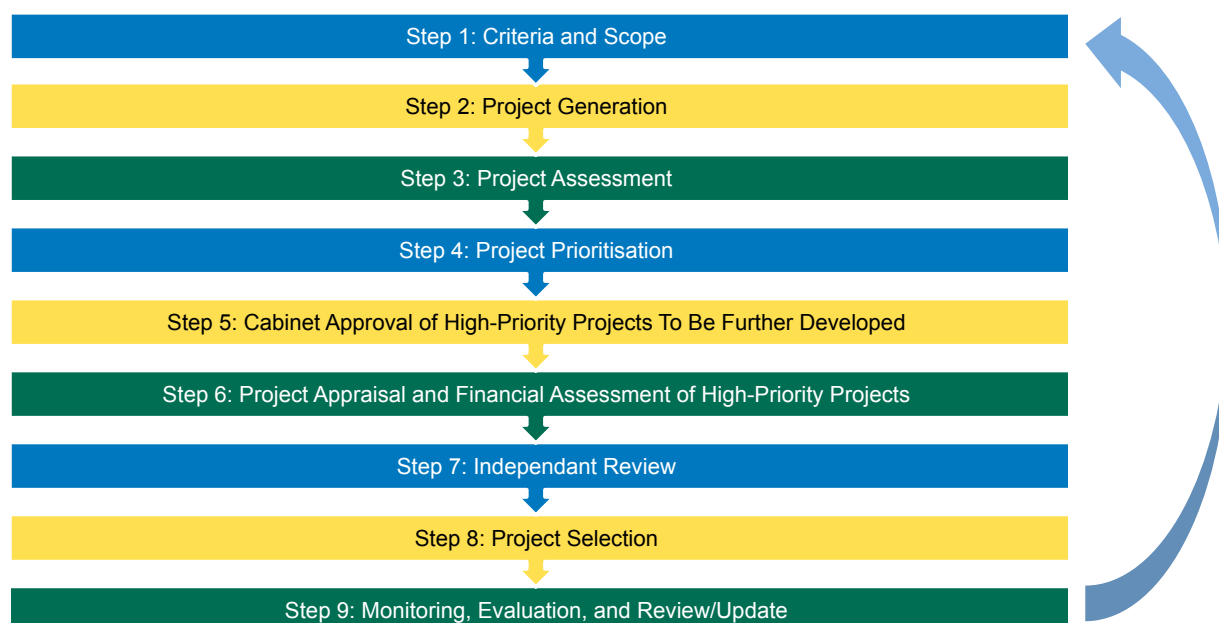 Step 1: Criteria and Scope
Step 2: Project Generation
Step 3: Project Assessment
Step 4: Project Prioritisation
Step 5: Cabinet Approval of High-Priority Projects To Be Further Developed
Step 6: Project Appraisal and Financial Assessment of High-Priority Projects
Step 7: Independant Review
Step 8: Project Selection
Step 9: Monitoring, Evaluation, and Review/Update